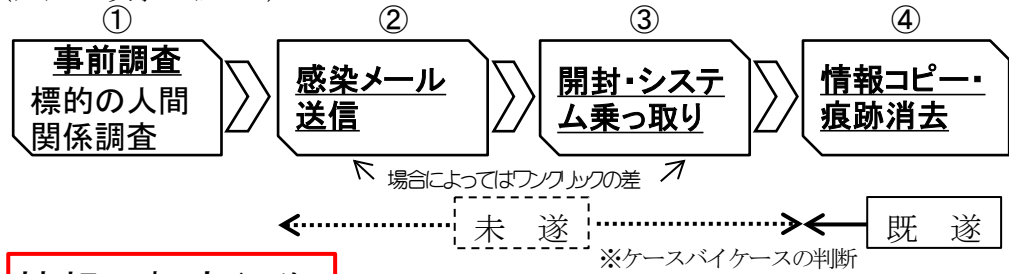 ① ② ③ ④
事前調査
標的の人間
関係調査
感染メール
送信
開封・システ
ム乗っ取り
情報コピー・
痕跡消去
場合によってはワンクリックの差
未 遂
既 遂
※ケースバイケースの判断